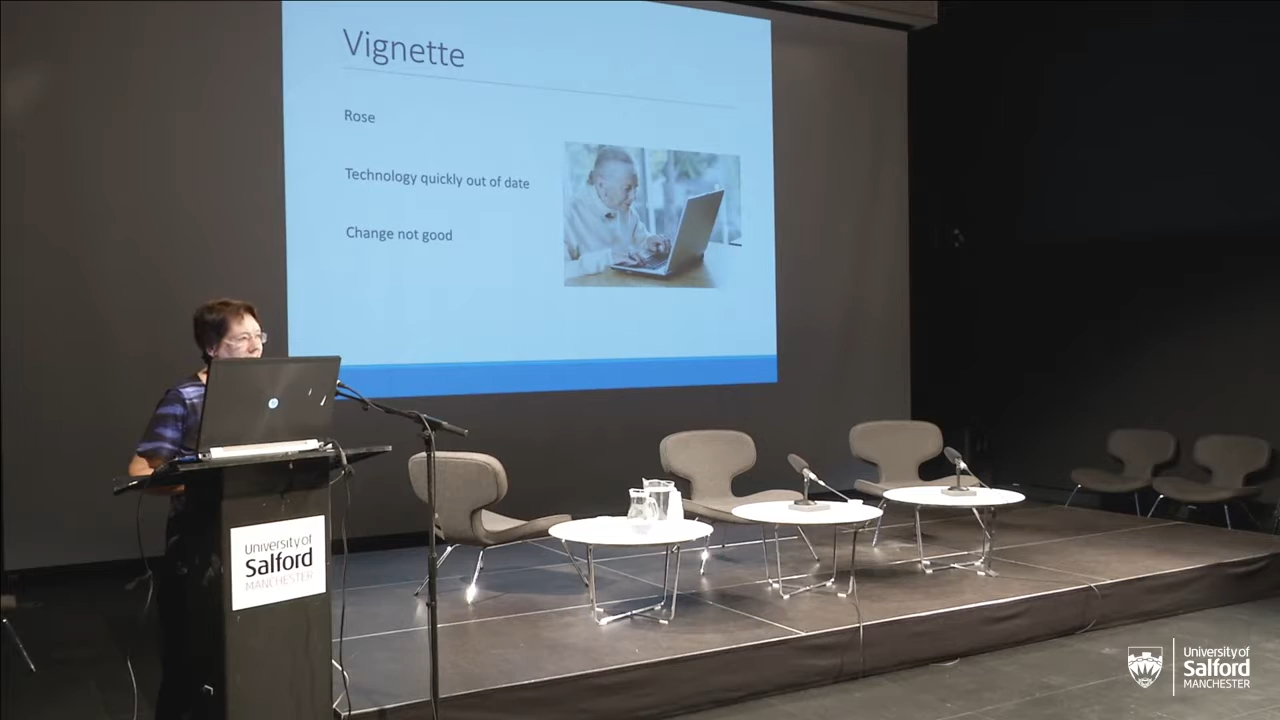 Vignette
Rose
Technology quickly out of date
Change not good
University of
Salford
MANCHESTER
University of
Salford
MANCHESTER